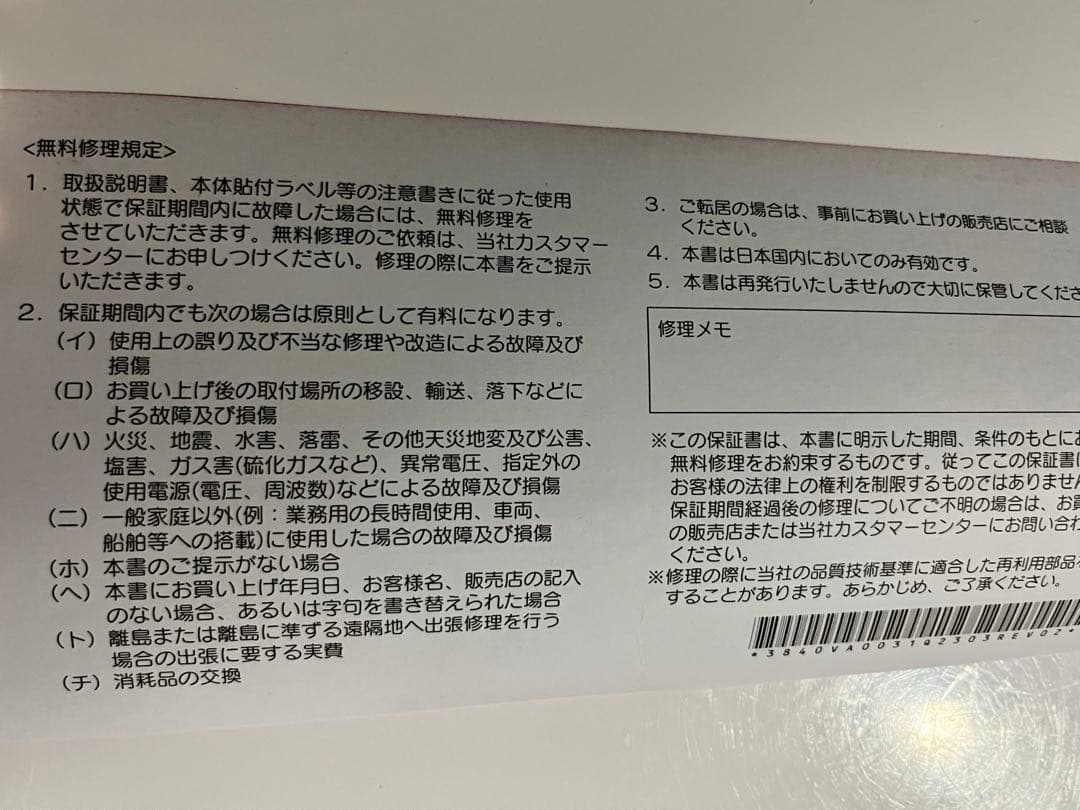 <無料修理規定>
1. 取扱説明書、本体貼付ラベル等の注意書きに従った使用
状態で保証期間内に故障した場合には、無料修理を
させていただきます。無料修理のご依頼は、当社カスタマー
センターにお申しつけください。修理の際に本書をご提示
いただきます。
2. 保証期間内でも次の場合は原則として有料になります。
(イ) 使用上の誤り及び不当な修理や改造による故障及び
損傷
(ロ) お買い上げ後の取付場所の移設、輸送、落下などに
よる故障及び損傷
(ハ) 火災、地震、水害、落雷、その他天災地変及び公害、
塩害、ガス害(硫化ガスなど)、異常電圧、指定外の
使用電源(電圧、周波数)などによる故障及び損傷
(ニ) 一般家庭以外(例:業務用の長時間使用、車両、
船舶等への搭載)に使用した場合の故障及び損傷
(ホ) 本書のご提示がない場合
(ヘ) 本書にお買い上げ年月日、お客様名、販売店の記入
のない場合、あるいは字句を書き替えられた場合
(ト) 離島または離島に準ずる遠隔地へ出張修理を行う
場合の出張に要する実費
(チ) 消耗品の交換
3. ご転居の場合は、事前にお買い上げの販売店にご相談
ください。
4. 本書は日本国内においてのみ有効です。
5. 本書は再発行いたしませんので大切に保管してくださ
修理メモ
※この保証書は、本書に明示した期間、条件のもとにお
無料修理をお約束するものです。従ってこの保証書に
お客様の法律上の権利を制限するものではありません
保証期間経過後の修理についてご不明の場合は、お買
の販売店または当社カスタマーセンターにお問い合わ
ください。
※修理の際に当社の品質技術基準に適合した再利用部品を
することがあります。あらかじめ、ご了承ください。
*3840VA0031Q2303REV02*